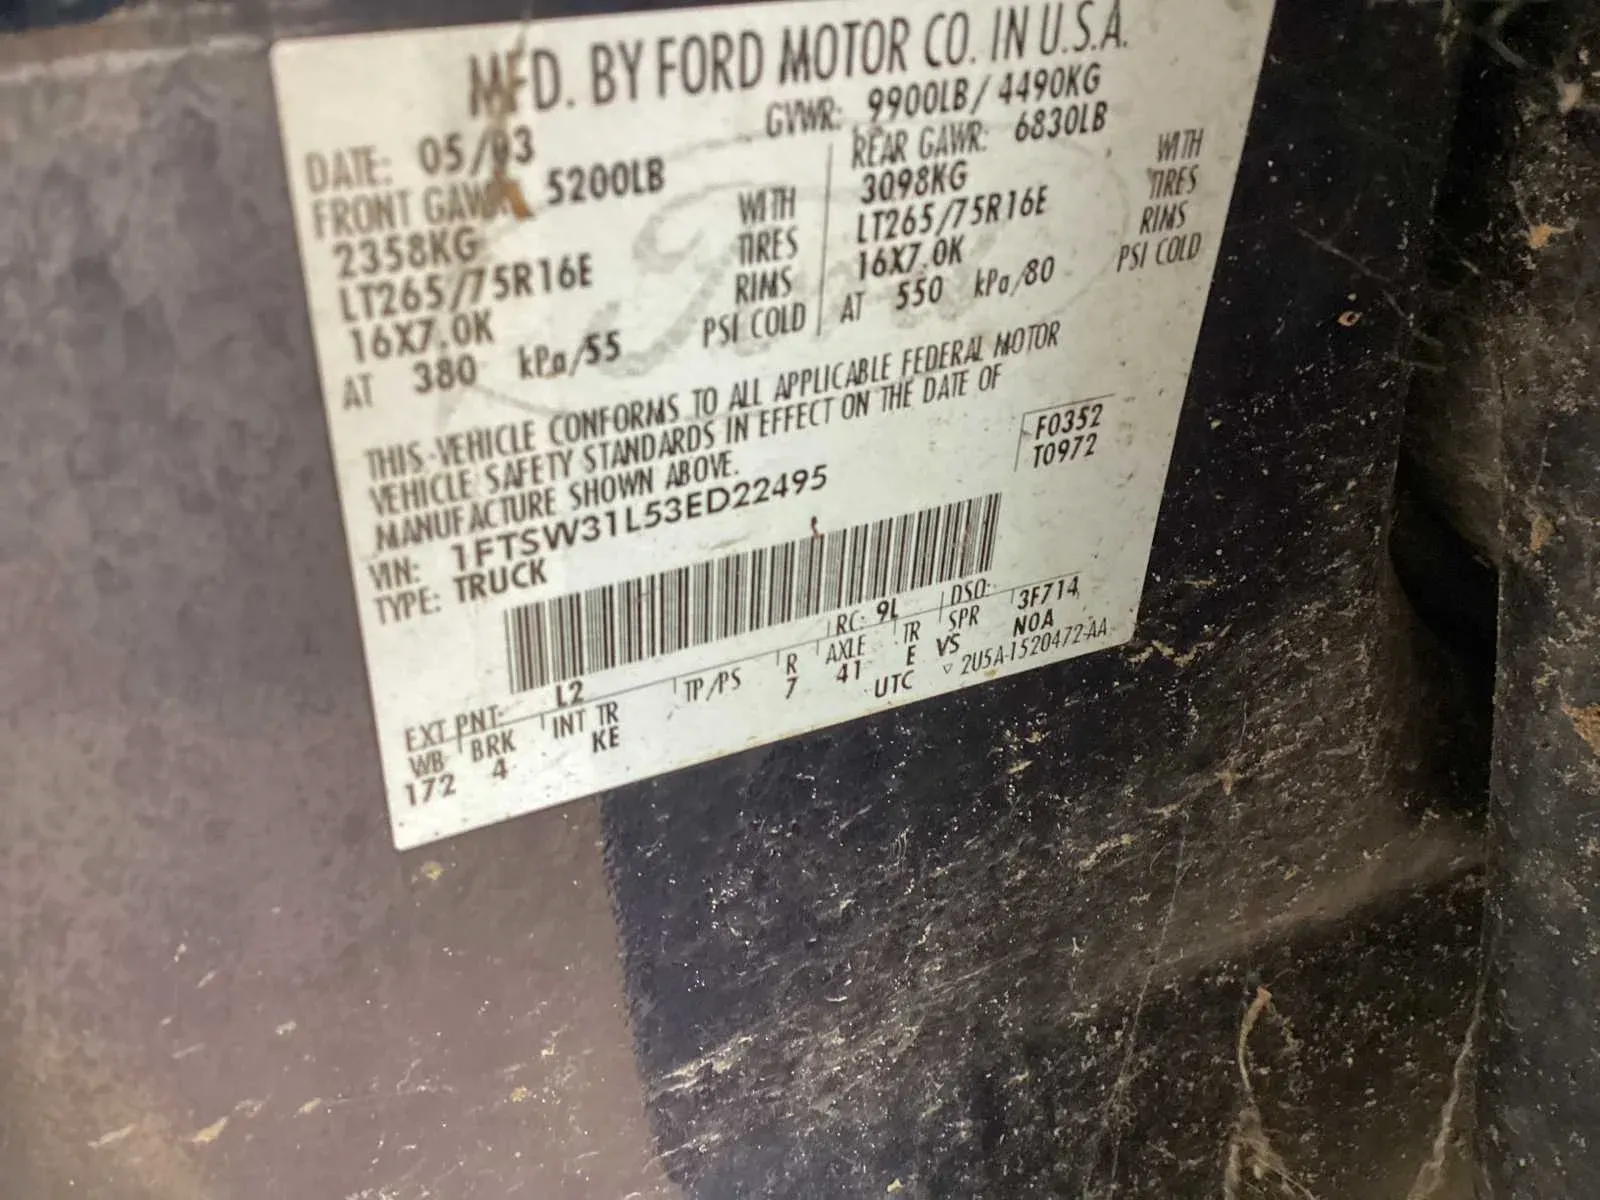 MFD. BY FORD MOTOR CO. IN U.S.A.
DATE: 05/03 GVWR: 9900LB / 4490KG
FRONT GAWR: 5200LB REAR GAWR: 6830LB
2358KG WITH 3098KG WITH
LT265/75R16E TIRES LT265/75R16E TIRES
16X7.0K RIMS 16X7.0K RIMS
AT 380 kPa/55 PSI COLD AT 550 kPa/80 PSI COLD
THIS VEHICLE CONFORMS TO ALL APPLICABLE FEDERAL MOTOR
VEHICLE SAFETY STANDARDS IN EFFECT ON THE DATE OF
MANUFACTURE SHOWN ABOVE.
F0352
T0972
VIN: 1FTSW31L53ED22495
TYPE: TRUCK
EXT PNT: L2 RC: 9L DSO: 3F714
WB BRK INT TR TP/PS R AXLE TR SPR
172 4 KE 7 41 E VS NOA
UTC ▽ 2U5A-1520472-AA